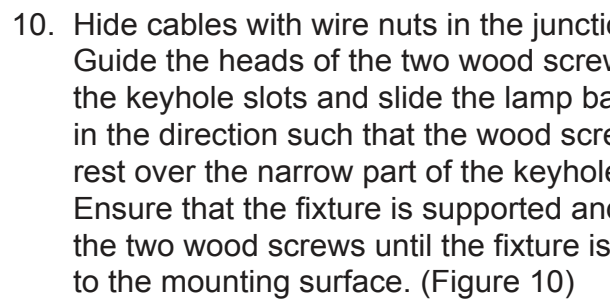 10. Hide cables with wire nuts in the
Guide the heads of the two wood
the keyhole slots and slide the lamp
in the direction such that the wood
rest over the narrow part of the
Ensure that the fixture is supported
the two wood screws until the fixture is
to the mounting surface. (Figure 10)